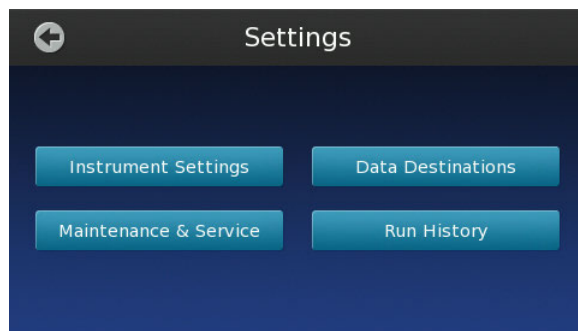 Settings
Instrument Settings
Data Destinations
Maintenance & Service
Run History